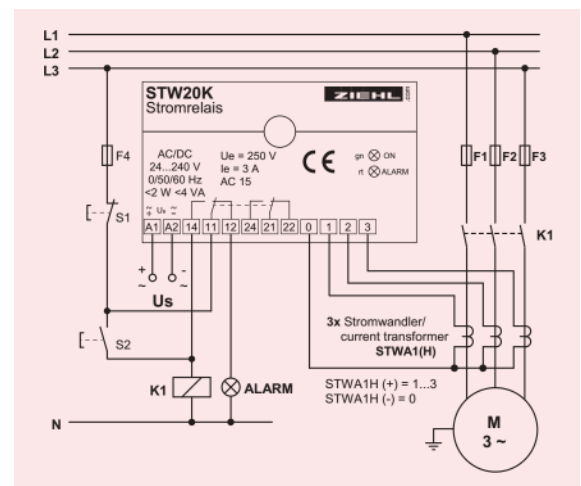 L1
L2
L3
STW20K
Stromrelais
ZIEHL
.com
F4
AC/DC
24...240 V
0/50/60 Hz
<2 W <4 VA
Ue = 250 V
Ie = 3 A
AC 15
CE
gn ON
rt ALARM
F1 F2 F3
S1
~ Us ~
+ -
A1 A2 14 11 12 24 21 22 0 1 2 3
K1
+ -
~ ~
Us
S2
3x Stromwandler/
current transformer
STWA1(H)
K1
ALARM
STWA1H (+) = 1...3
STWA1H (-) = 0
N
M
3 ~